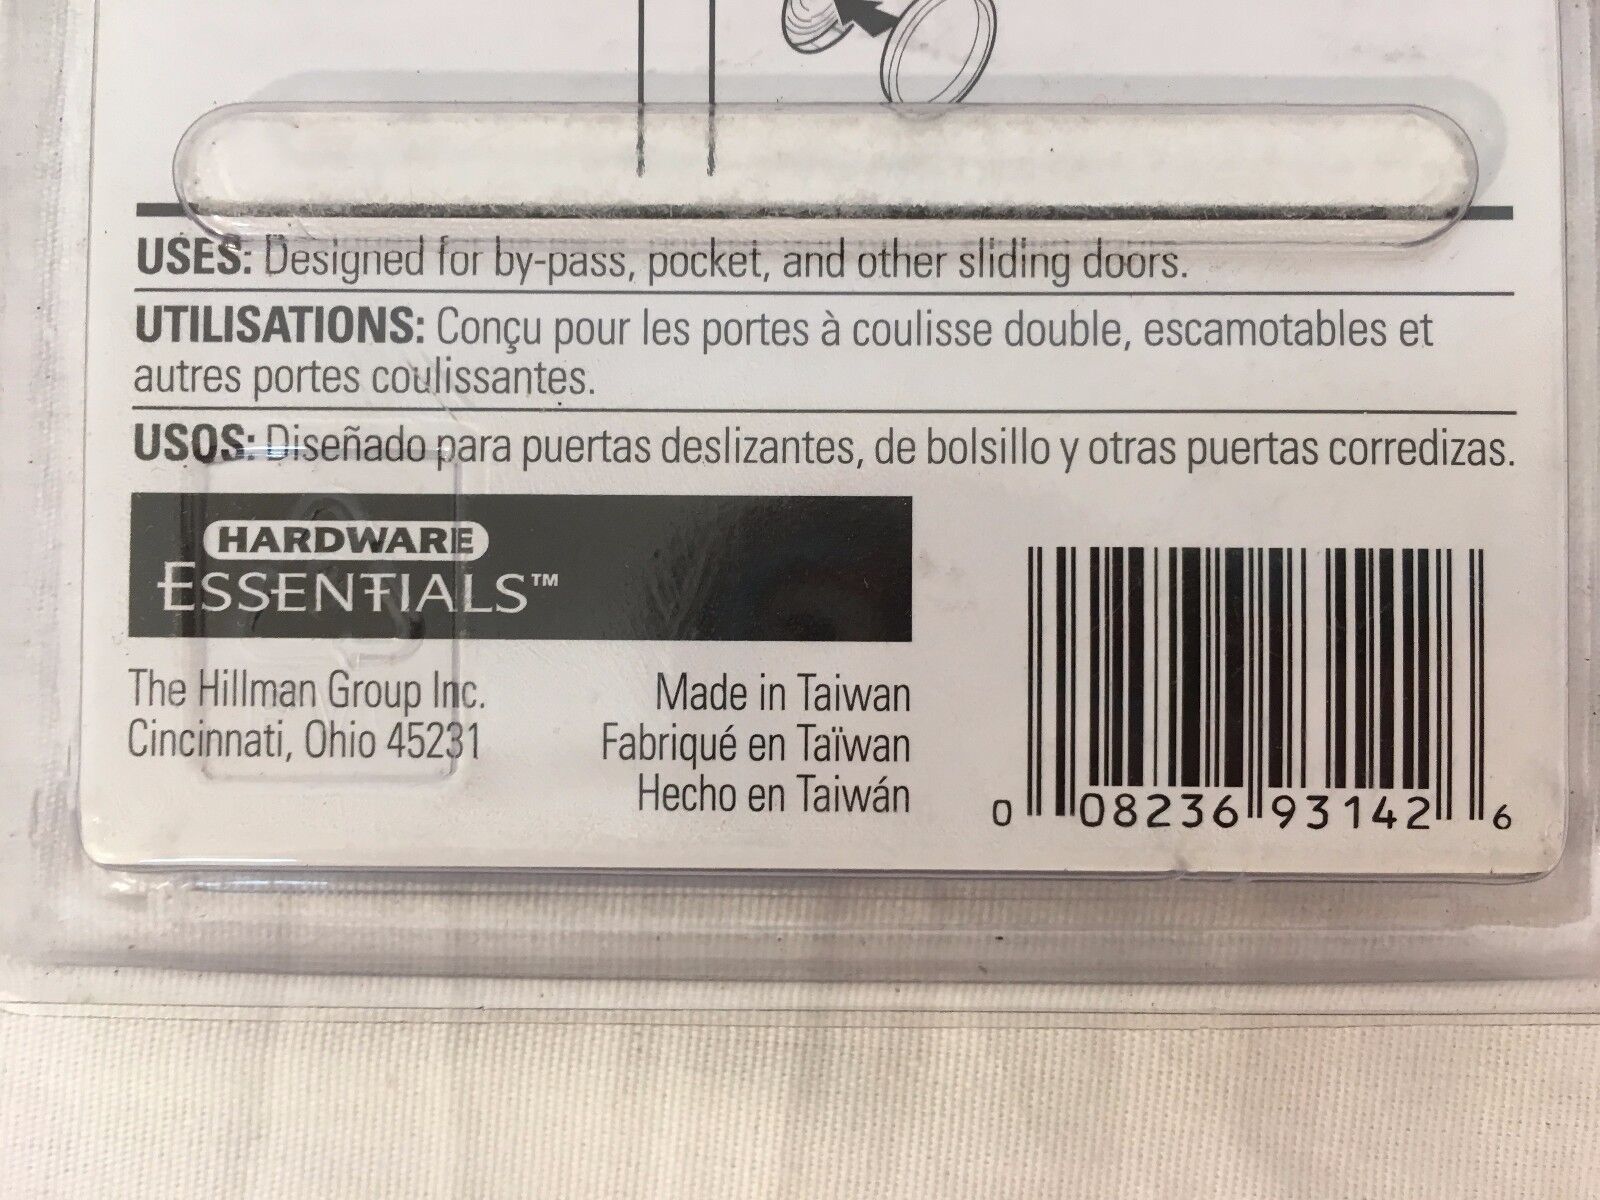 USES: Designed for by-pass, pocket, and other sliding doors.
UTILISATIONS: Conçu pour les portes à coulisse double, escamotables et
autres portes coulissantes.
USOS: Diseñado para puertas deslizantes, de bolsillo y otras puertas corredizas.
HARDWARE
ESSENTIALS™
The Hillman Group Inc.
Cincinnati, Ohio 45231
Made in Taiwan
Fabriqué en Taïwan
Hecho en Taiwán
0 08236 93142 6